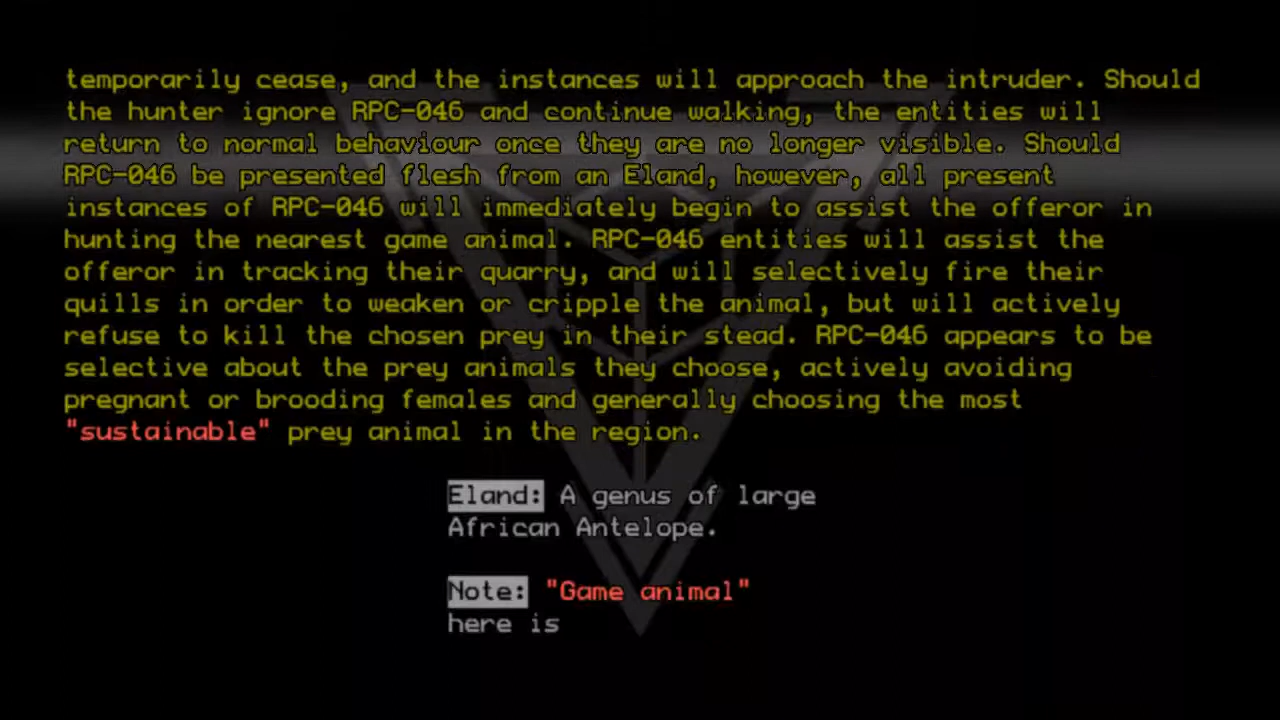 temporarily cease, and the instances will approach the intruder. Should
the hunter ignore RPC-046 and continue walking, the entities will
return to normal behaviour once they are no longer visible. Should
RPC-046 be presented flesh from an Eland, however, all present
instances of RPC-046 will immediately begin to assist the offeror in
hunting the nearest game animal. RPC-046 entities will assist the
offeror in tracking their quarry, and will selectively fire their
quills in order to weaken or cripple the animal, but will actively
refuse to kill the chosen prey in their stead. RPC-046 appears to be
selective about the prey animals they choose, actively avoiding
pregnant or brooding females and generally choosing the most
"sustainable" prey animal in the region.
Eland: A genus of large
African Antelope.
Note: "Game animal"
here is